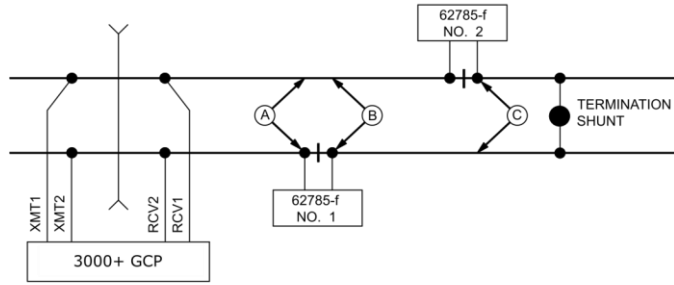 62785-f
NO. 2
A
B
C
TERMINATION
SHUNT
62785-f
NO. 1
XMT1
XMT2
RCV2
RCV1
3000+ GCP